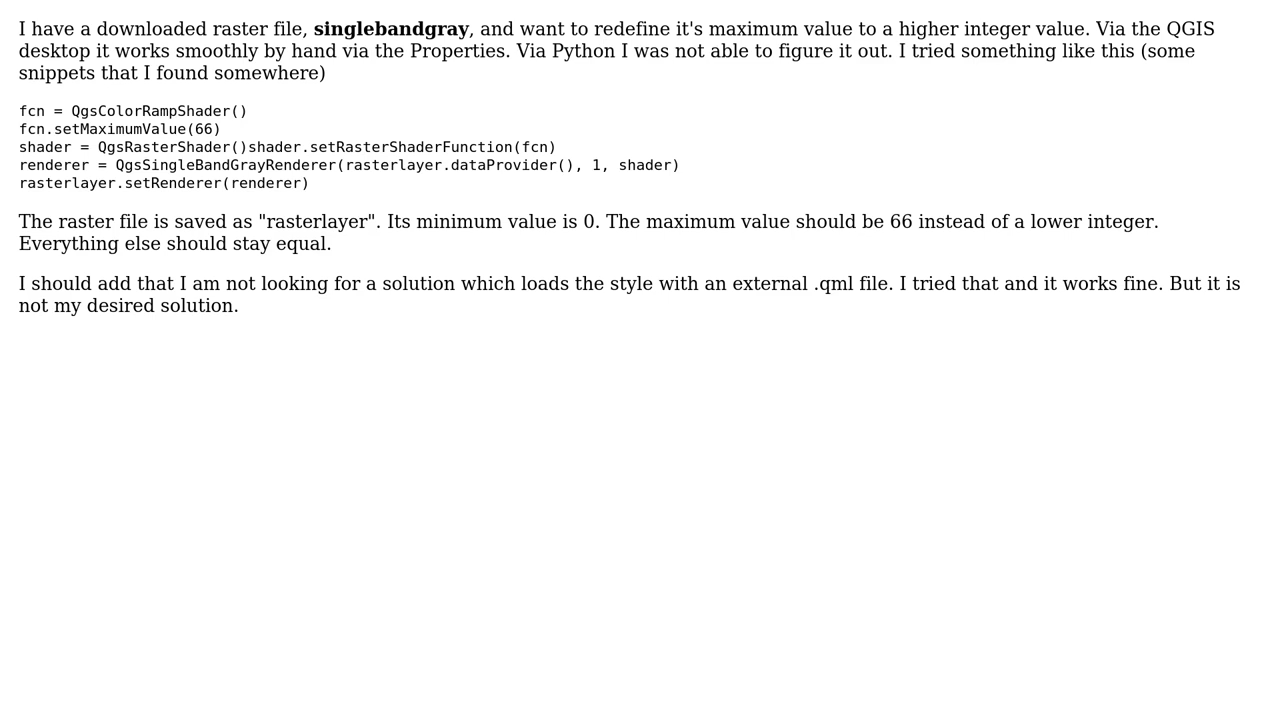 I have a downloaded raster file, singlebandgray, and want to redefine it's maximum value to a higher integer value. Via the QGIS
desktop it works smoothly by hand via the Properties. Via Python I was not able to figure it out. I tried something like this (some
snippets that I found somewhere)
fcn = QgsColorRampShader()
fcn.setMaximumValue(66)
shader = QgsRasterShader()shader.setRasterShaderFunction(fcn)
renderer = QgsSingleBandGrayRenderer(rasterlayer.dataProvider(), 1, shader)
rasterlayer.setRenderer(renderer)
The raster file is saved as "rasterlayer". Its minimum value is 0. The maximum value should be 66 instead of a lower integer.
Everything else should stay equal.
I should add that I am not looking for a solution which loads the style with an external .qml file. I tried that and it works fine. But it is
not my desired solution.